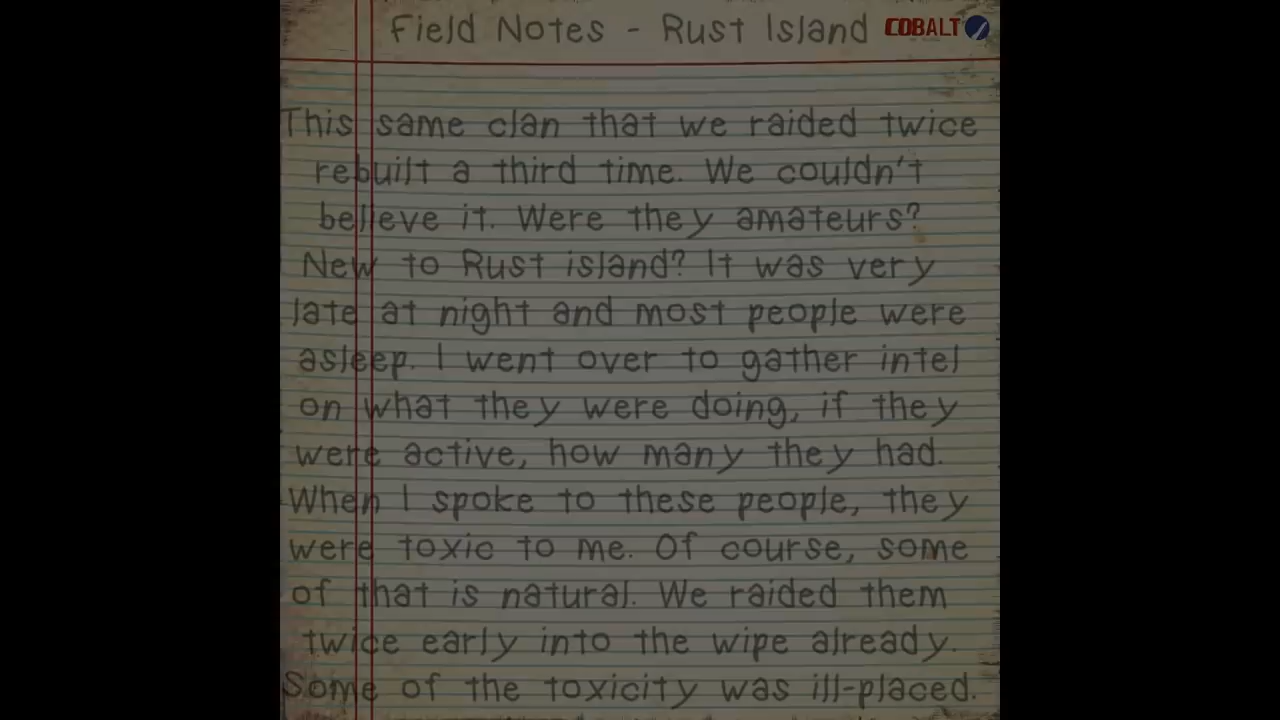 Field Notes - Rust Island COBALT
This same clan that we raided twice
rebuilt a third time. We couldn't
believe it. Were they amateurs?
New to Rust island? It was very
late at night and most people were
asleep. I went over to gather intel
on what they were doing, if they
were active, how many they had.
When I spoke to these people, they
were toxic to me. Of course, some
of that is natural. We raided them
twice early into the wipe already.
Some of the toxicity was ill-placed.